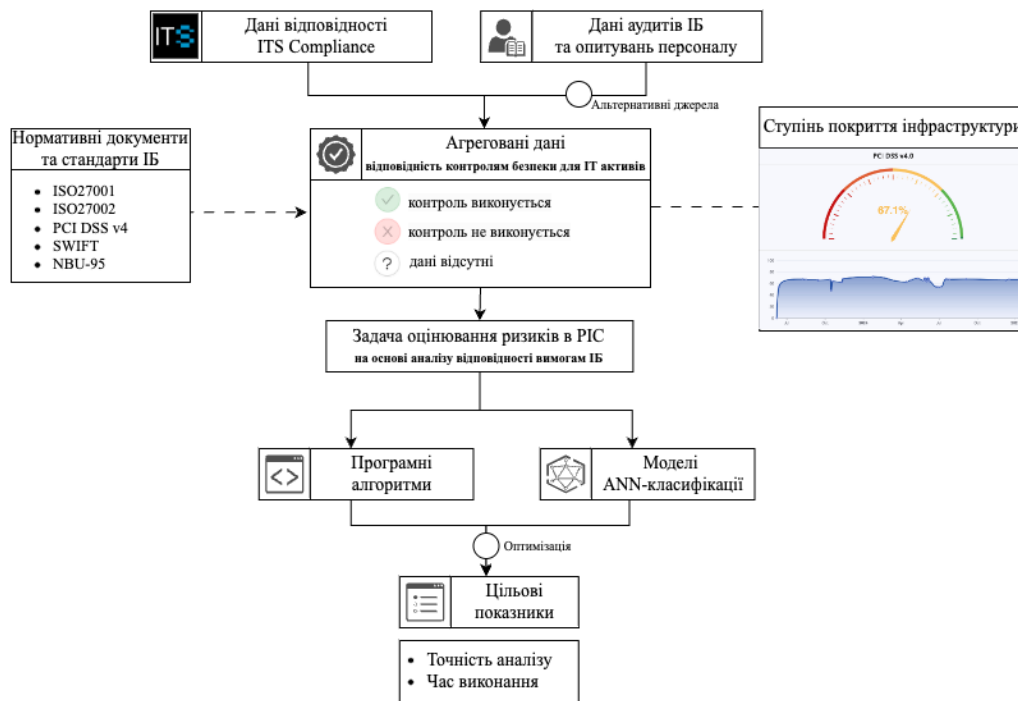 ITS
Дані відповідності
ITS Compliance
Дані аудитів ІБ
та опитувань персоналу
Альтернативні джерела
Нормативні документи
та стандарти ІБ
ISO27001
ISO27002
PCI DSS v4
SWIFT
NBU-95
Агреговані дані
відповідність контролям безпеки для ІТ активів
контроль виконується
контроль не виконується
?
дані відсутні
Ступінь покриття інфраструктури
PCI DSS v4.0
67.1%
Задача оцінювання ризиків в РІС
на основі аналізу відповідності вимогам ІБ
Програмні
алгоритми
Моделі
ANN-класифікації
Оптимізація
Цільові
показники
Точність аналізу
Час виконання